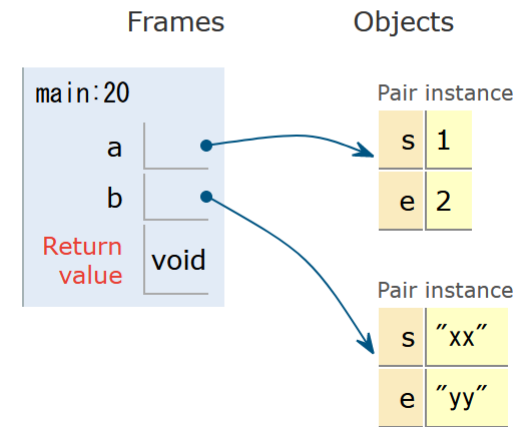 Frames
Objects
main:20
a
b
Return
value
void
Pair instance
s 1
e 2
Pair instance
s "xx"
e "yy"